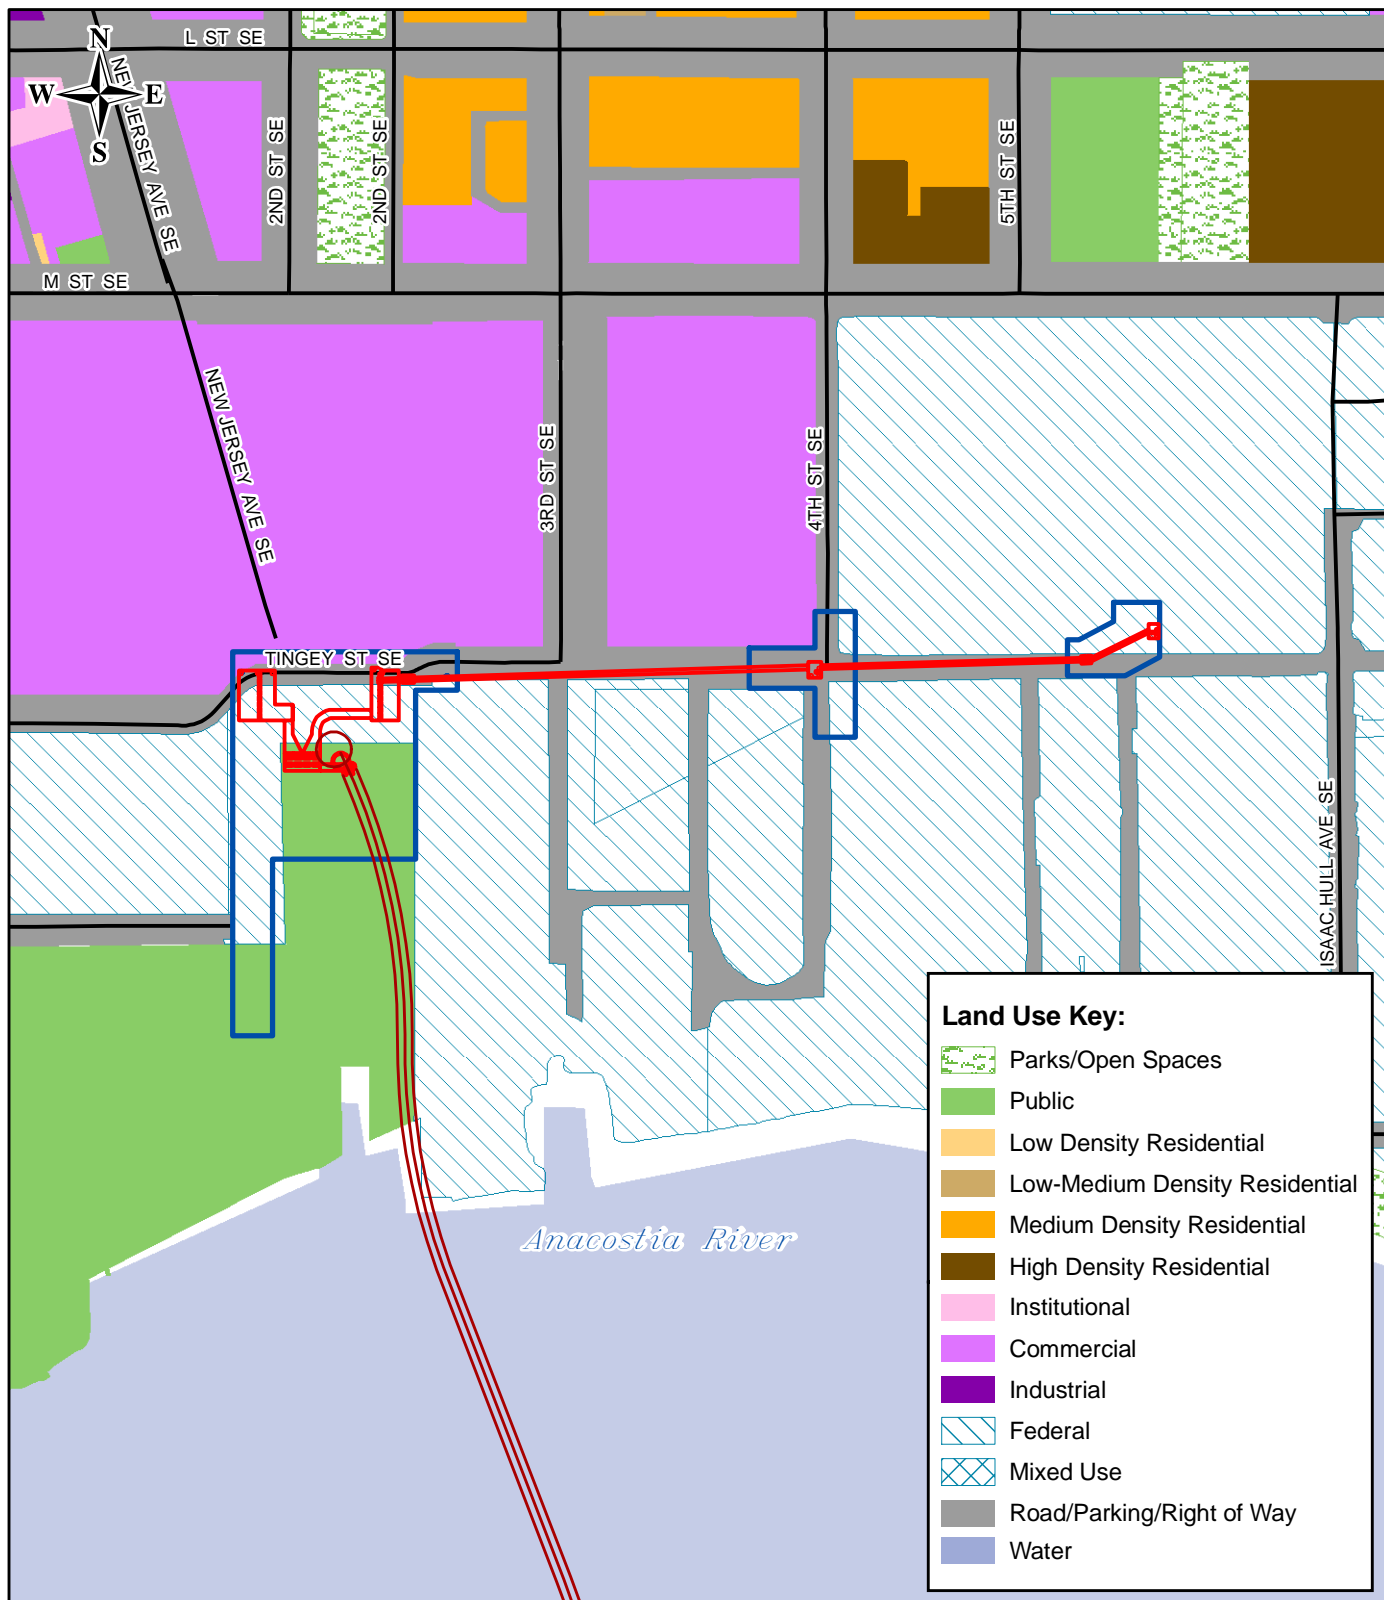 L ST SE
N
W
E
S
NEW JERSEY AVE SE
2ND ST SE
2ND ST SE
5TH ST SE
M ST SE
NEW JERSEY AVE SE
3RD ST SE
4TH ST SE
TINGEY ST SE
ISAAC HULL AVE SE
Anacostia River
Land Use Key:
Parks/Open Spaces
Public
Low Density Residential
Low-Medium Density Residential
Medium Density Residential
High Density Residential
Institutional
Commercial
Industrial
Federal
Mixed Use
Road/Parking/Right of Way
Water